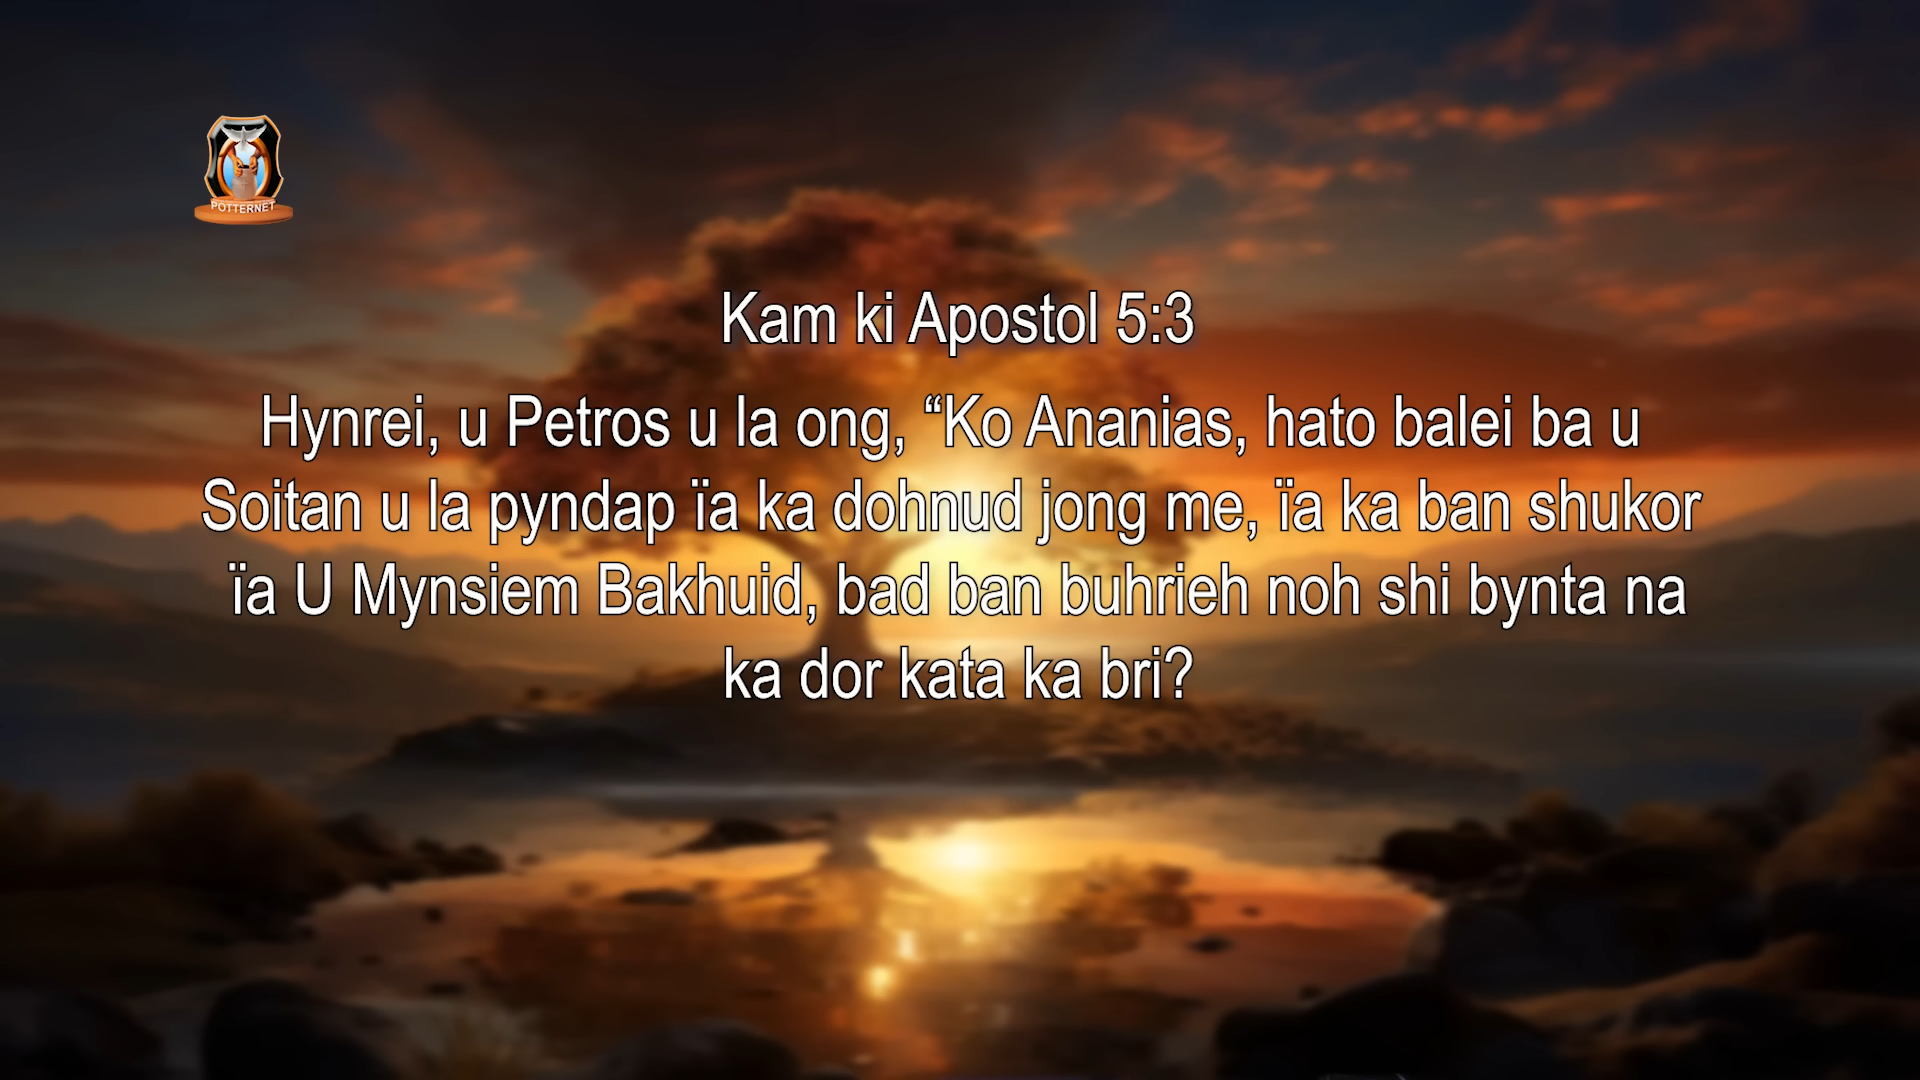 POTTERNET
Kam ki Apostol 5:3
Hynrei, u Petros u la ong, “Ko Ananias, hato balei ba u
Soitan u la pyndap ïa ka dohnud jong me, ïa ka ban shukor
ïa U Mynsiem Bakhuid, bad ban buhrieh noh shi bynta na
ka dor kata ka bri?